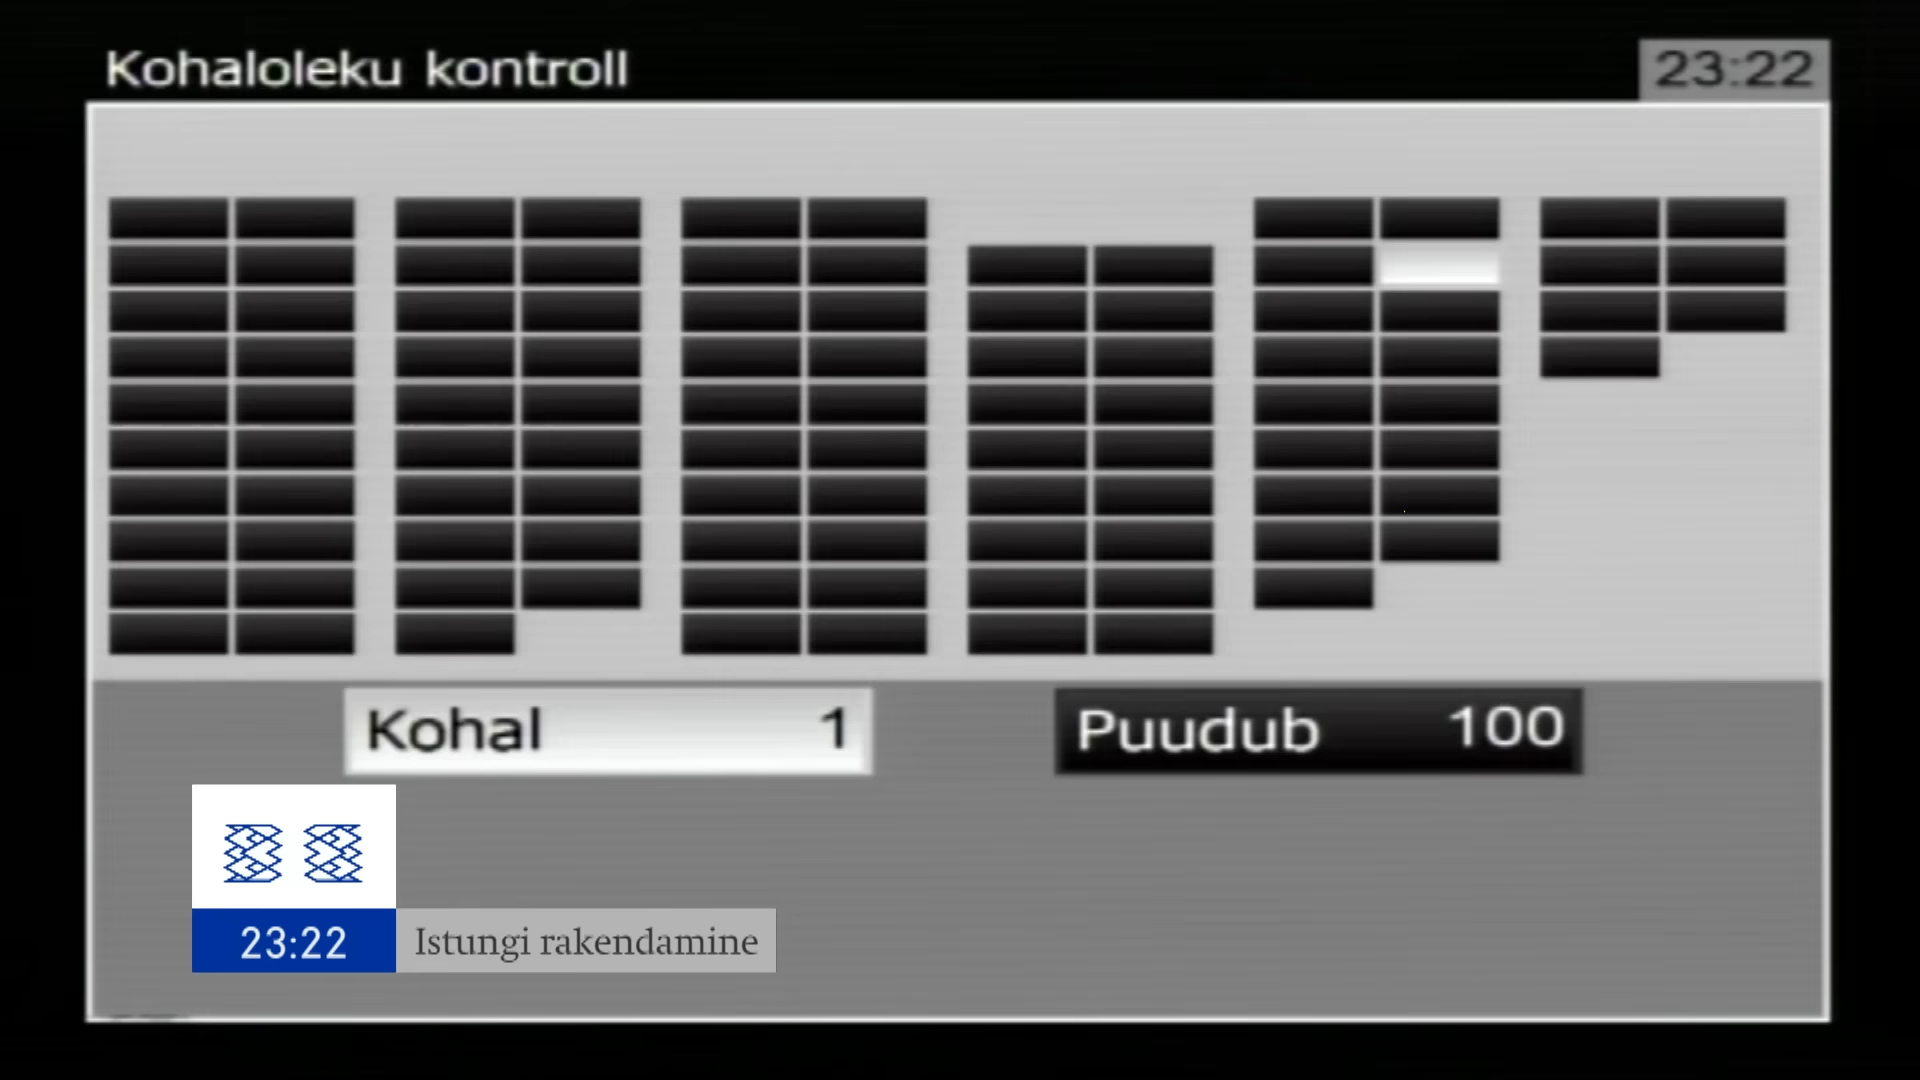 Kohaloleku kontroll
23:22
Kohal 1
Puudub 100
23:22
Istungi rakendamine